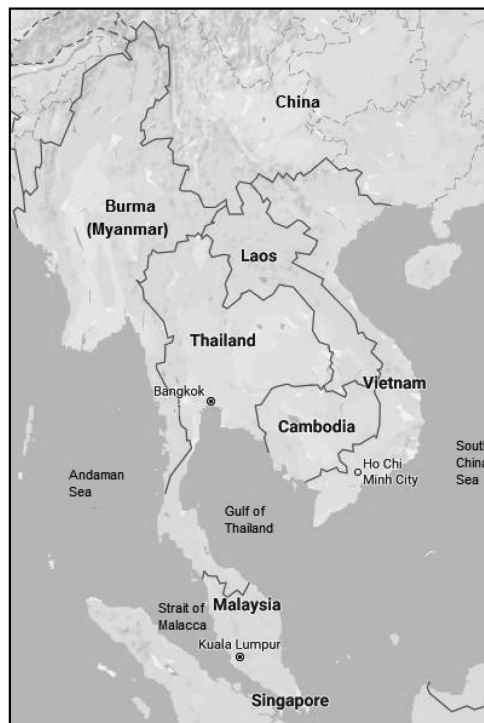 China
Burma
(Myanmar)
Laos
Thailand
Bangkok
Vietnam
Cambodia
Ho Chi
Minh City
South
China
Sea
Andaman
Sea
Gulf of
Thailand
Strait of
Malacca
Malaysia
Kuala Lumpur
Singapore